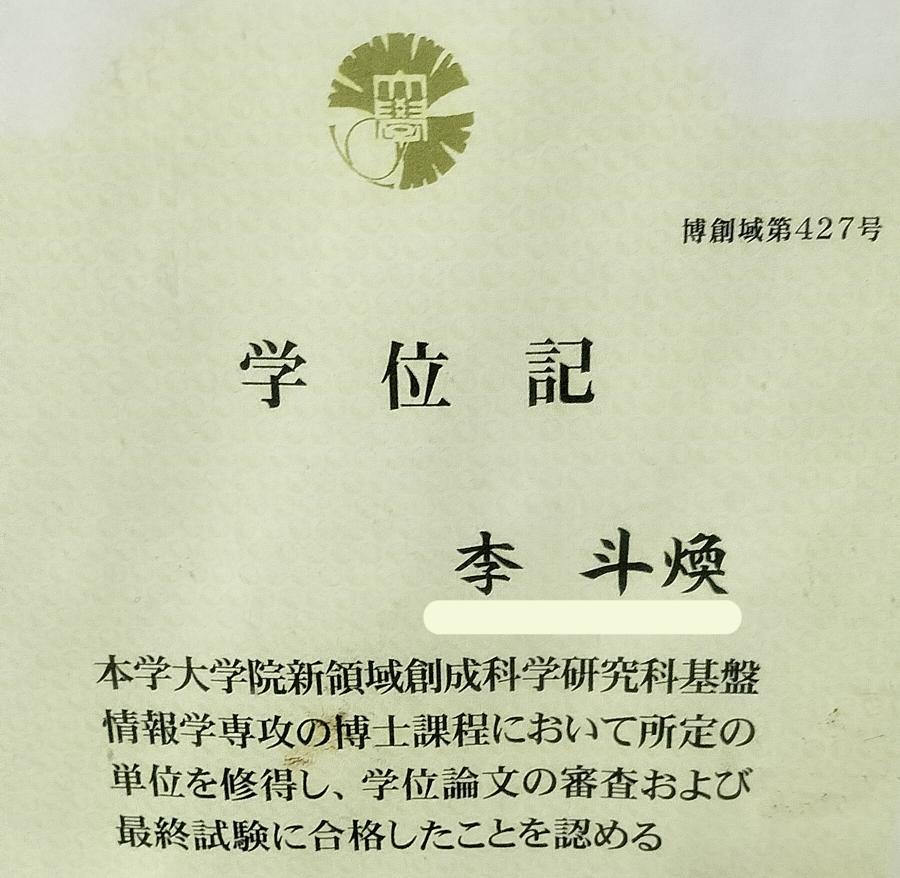 大學
博創域第427号
学位記
李 斗煥
本学大学院新領域創成科学研究科基盤
情報学専攻の博士課程において所定の
単位を修得し、学位論文の審査および
最終試験に合格したことを認める